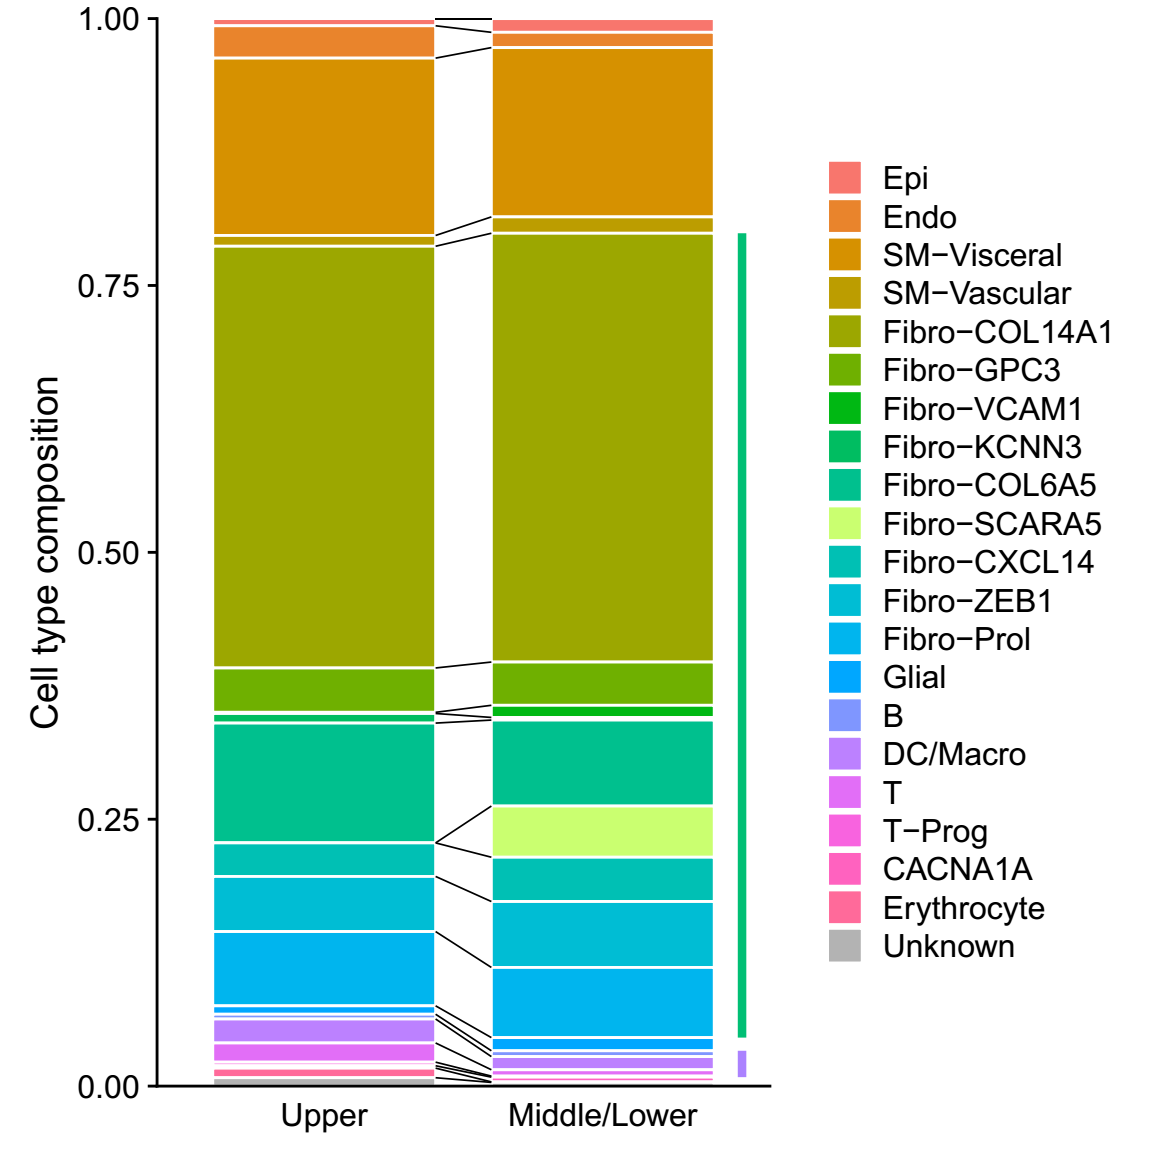 Cell type composition
1.00
0.75
0.50
0.25
0.00
Upper
Middle/Lower
Epi
Endo
SM−Visceral
SM−Vascular
Fibro−COL14A1
Fibro−GPC3
Fibro−VCAM1
Fibro−KCNN3
Fibro−COL6A5
Fibro−SCARA5
Fibro−CXCL14
Fibro−ZEB1
Fibro−Prol
Glial
B
DC/Macro
T
T−Prog
CACNA1A
Erythrocyte
Unknown